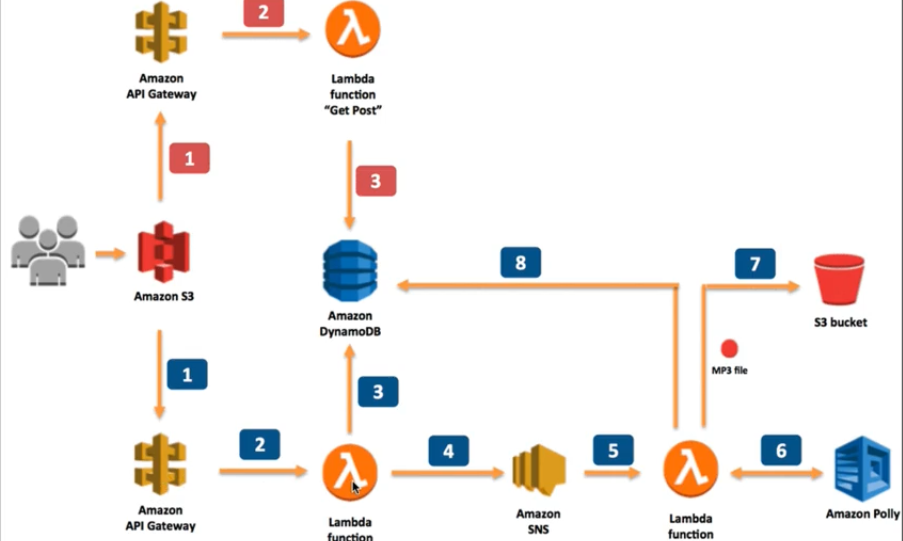 2
Amazon
API Gateway
Lambda
function
“Get Post”
1
3
Amazon S3
Amazon
DynamoDB
8
7
S3 bucket
MP3 file
1
2
3
4
5
6
Amazon
API Gateway
Lambda
function
Amazon
SNS
Lambda
function
Amazon Polly